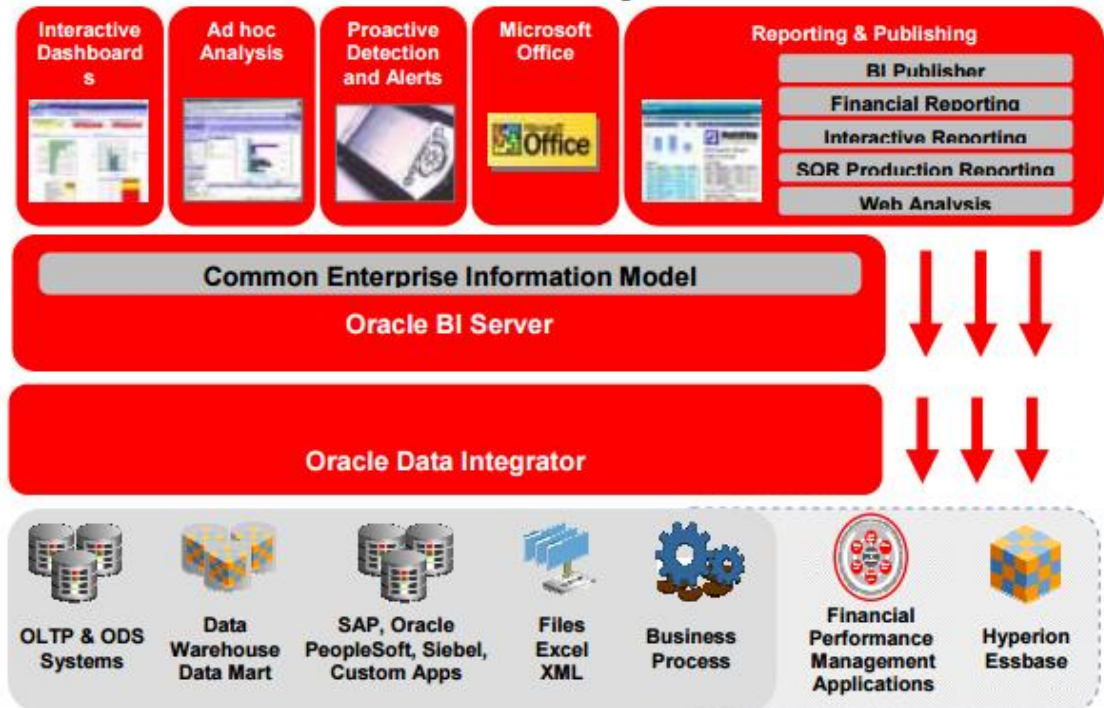 Interactive
Dashboard
s
Ad hoc
Analysis
Proactive
Detection
and Alerts
Microsoft
Office
Office
Reporting & Publishing
BI Publisher
Financial Reporting
Interactive Reporting
SQR Production Reporting
Web Analysis
Common Enterprise Information Model
Oracle BI Server
Oracle Data Integrator
OLTP & ODS
Systems
Data
Warehouse
Data Mart
SAP, Oracle
PeopleSoft, Siebel,
Custom Apps
Files
Excel
XML
Business
Process
Financial
Performance
Management
Applications
Hyperion
Essbase